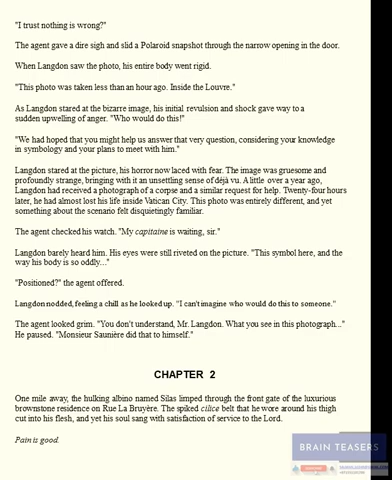 "I trust nothing is wrong?"
The agent gave a dire sigh and slid a Polaroid snapshot through the narrow opening in the door.
When Langdon saw the photo, his entire body went rigid.
"This photo was taken less than an hour ago. Inside the Louvre."
As Langdon stared at the bizarre image, his initial revulsion and shock gave way to a
sudden upwelling of anger. "Who would do this!"
"We had hoped that you might help us answer that very question, considering your knowledge
in symbology and your plans to meet with him."
Langdon stared at the picture, his horror now laced with fear. The image was gruesome and
profoundly strange, bringing with it an unsettling sense of déjà vu. A little over a year ago,
Langdon had received a photograph of a corpse and a similar request for help. Twenty-four hours
later, he had almost lost his life inside Vatican City. This photo was entirely different, and yet
something about the scenario felt disquietingly familiar.
The agent checked his watch. "My capitaine is waiting, sir."
Langdon barely heard him. His eyes were still riveted on the picture. "This symbol here, and the
way his body is so oddly..."
"Positioned?" the agent offered.
Langdon nodded, feeling a chill as he looked up. "I can't imagine who would do this to someone."
The agent looked grim. "You don't understand, Mr. Langdon. What you see in this photograph..."
He paused. "Monsieur Saunière did that to himself."
CHAPTER 2
One mile away, the hulking albino named Silas limped through the front gate of the luxurious
brownstone residence on Rue La Bruyère. The spiked cilice belt that he wore around his thigh
cut into his flesh, and yet his soul sang with satisfaction of service to the Lord.
Pain is good.
BRAIN TEASERS